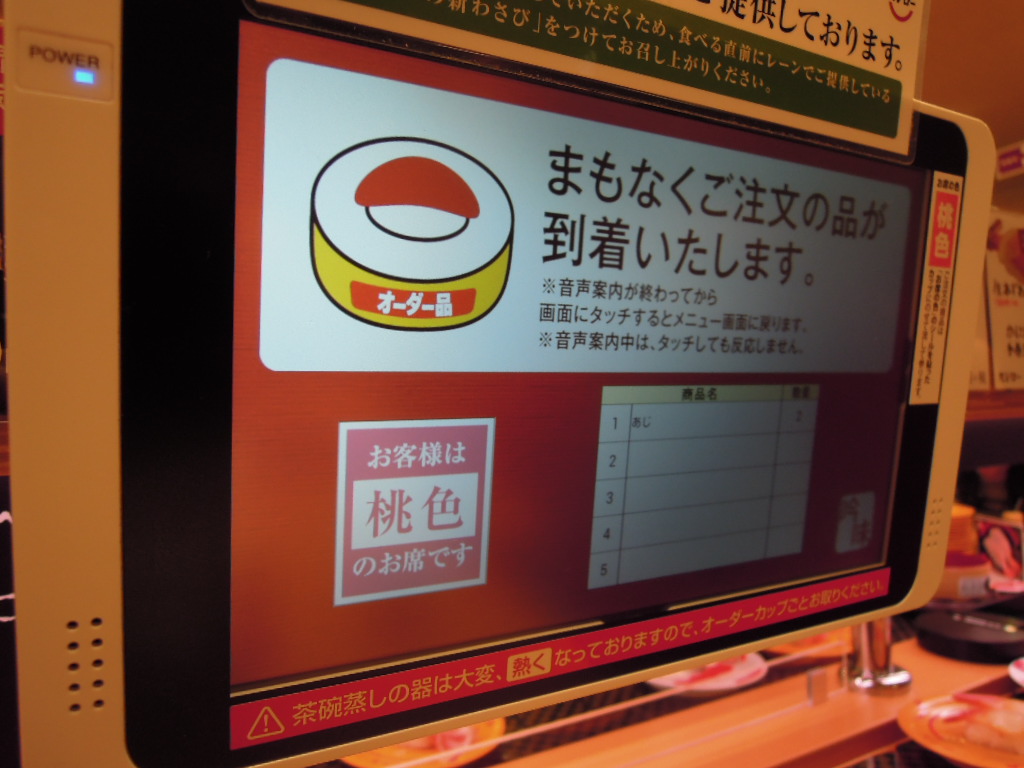 POWER
提供しております。
ていただくため、食べる直前にレーンでご提供している
新わさび」をつけてお召し上がりください。
まもなくご注文の品が
到着いたします。
※音声案内が終わってから
画面にタッチするとメニュー画面に戻ります。
※音声案内中は、タッチしても反応しません。
オーダー品
お席の色
桃色
お客様は
桃色
のお席です
商品名 数量
1 あじ 2
2
3
4
5
茶碗蒸しの器は大変、熱くなっておりますので、オーダーカップごとお取りください。